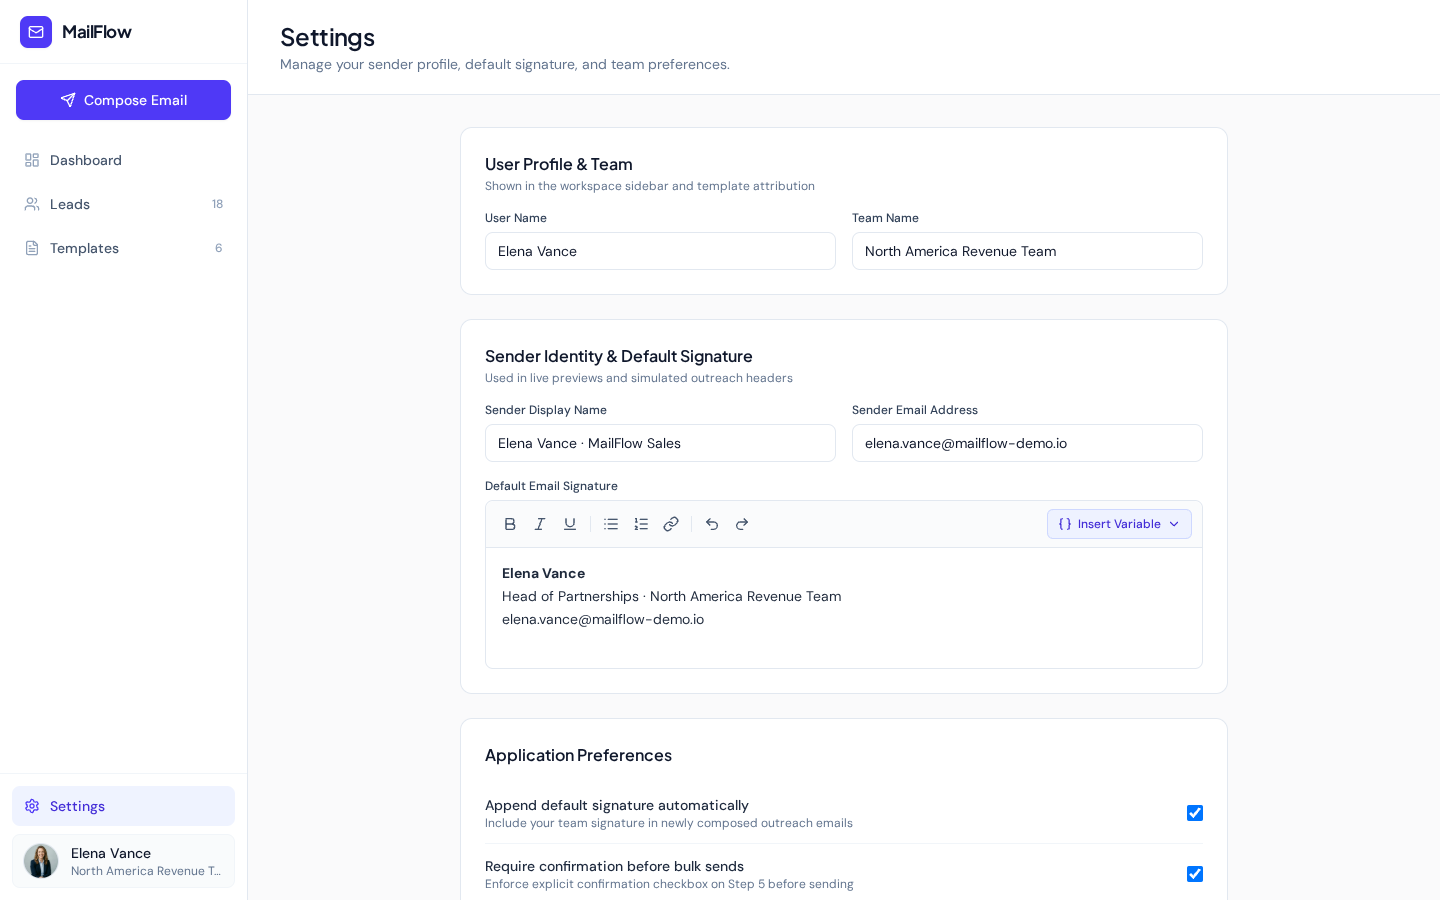 MailFlow
Compose Email
Dashboard
Leads 18
Templates 6
Settings
Elena Vance
North America Revenue T...
Settings
Manage your sender profile, default signature, and team preferences.
User Profile & Team
Shown in the workspace sidebar and template attribution
User Name Team Name
Elena Vance North America Revenue Team
Sender Identity & Default Signature
Used in live previews and simulated outreach headers
Sender Display Name Sender Email Address
Elena Vance · MailFlow Sales elena.vance@mailflow-demo.io
Default Email Signature
B I U { } Insert Variable
Elena Vance
Head of Partnerships · North America Revenue Team
elena.vance@mailflow-demo.io
Application Preferences
Append default signature automatically
Include your team signature in newly composed outreach emails
Require confirmation before bulk sends
Enforce explicit confirmation checkbox on Step 5 before sending